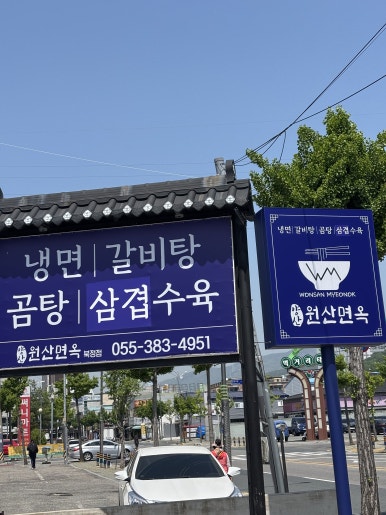 냉면 | 갈비탕
곰탕 | 삼겹수육
원산면옥 북정점 055-383-4951
냉면 | 갈비탕 | 곰탕 | 삼겹수육
WONSAN MYEONOK
원산면옥